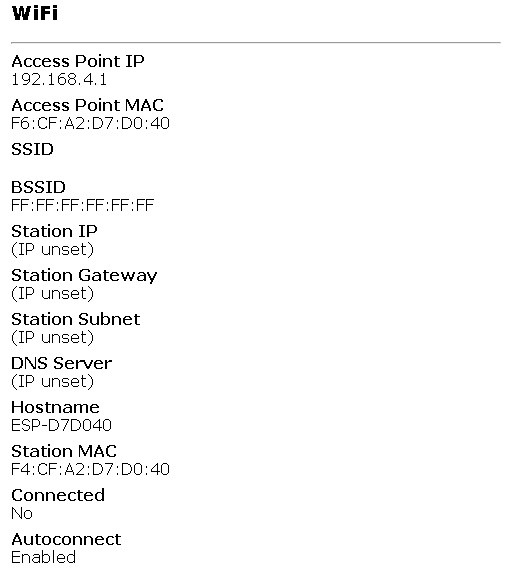 WiFi
Access Point IP
192.168.4.1
Access Point MAC
F6:CF:A2:D7:D0:40
SSID
BSSID
FF:FF:FF:FF:FF:FF
Station IP
(IP unset)
Station Gateway
(IP unset)
Station Subnet
(IP unset)
DNS Server
(IP unset)
Hostname
ESP-D7D040
Station MAC
F4:CF:A2:D7:D0:40
Connected
No
Autoconnect
Enabled